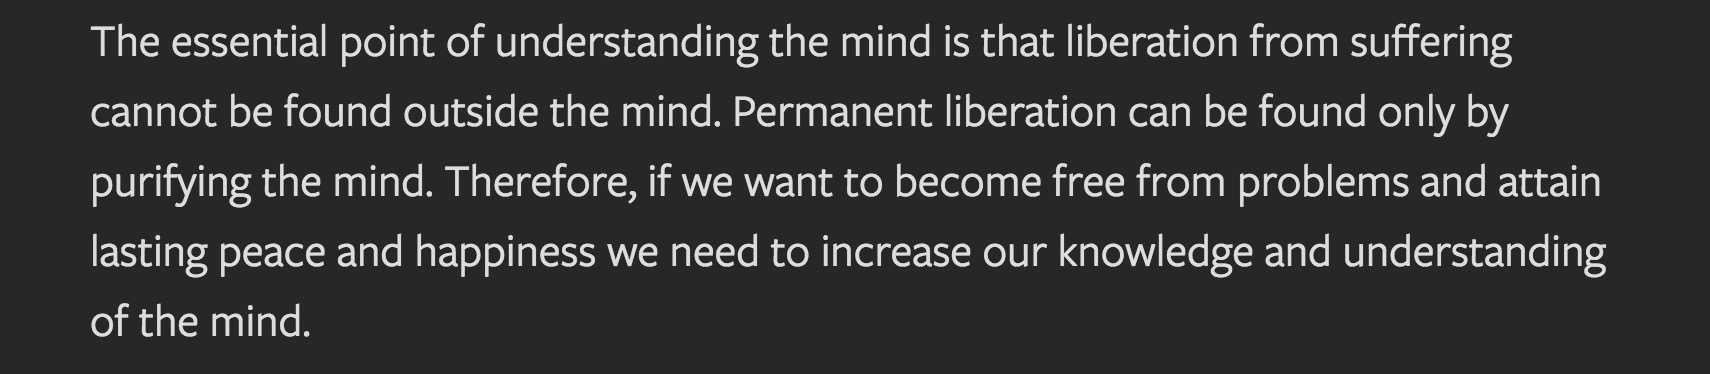 The essential point of understanding the mind is that liberation from suffering
cannot be found outside the mind. Permanent liberation can be found only by
purifying the mind. Therefore, if we want to become free from problems and attain
lasting peace and happiness we need to increase our knowledge and understanding
of the mind.